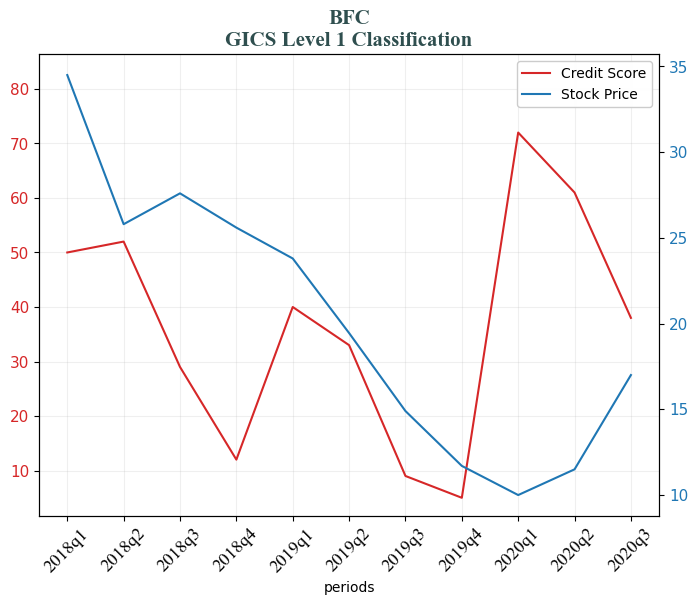 BFC
GICS Level 1 Classification
Credit Score
Stock Price
80
70
60
50
40
30
20
10
35
30
25
20
15
10
2018q1
2018q2
2018q3
2018q4
2019q1
2019q2
2019q3
2019q4
2020q1
2020q2
2020q3
periods